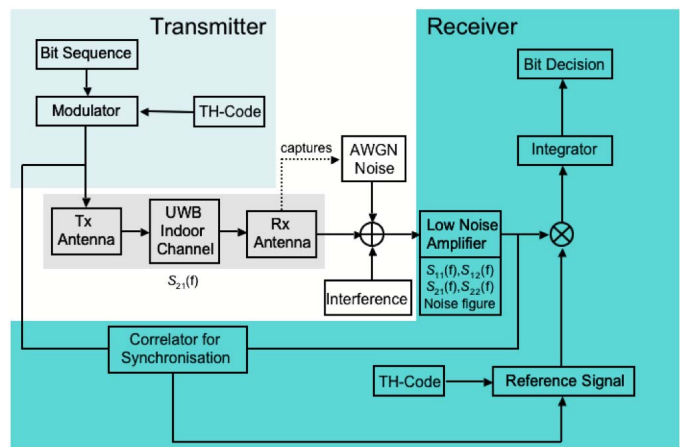 Transmitter
Receiver
Bit Sequence
Bit Decision
Modulator
TH-Code
captures
AWGN
Noise
Integrator
Tx
Antenna
UWB
Indoor
Channel
Rx
Antenna
Low Noise
Amplifier
S11(f),S12(f)
S21(f),S22(f)
Noise figure
S21(f)
Interference
Correlator for
Synchronisation
TH-Code
Reference Signal